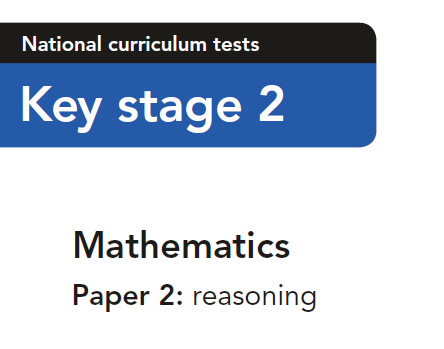 National curriculum tests
Key stage 2
Mathematics
Paper 2: reasoning